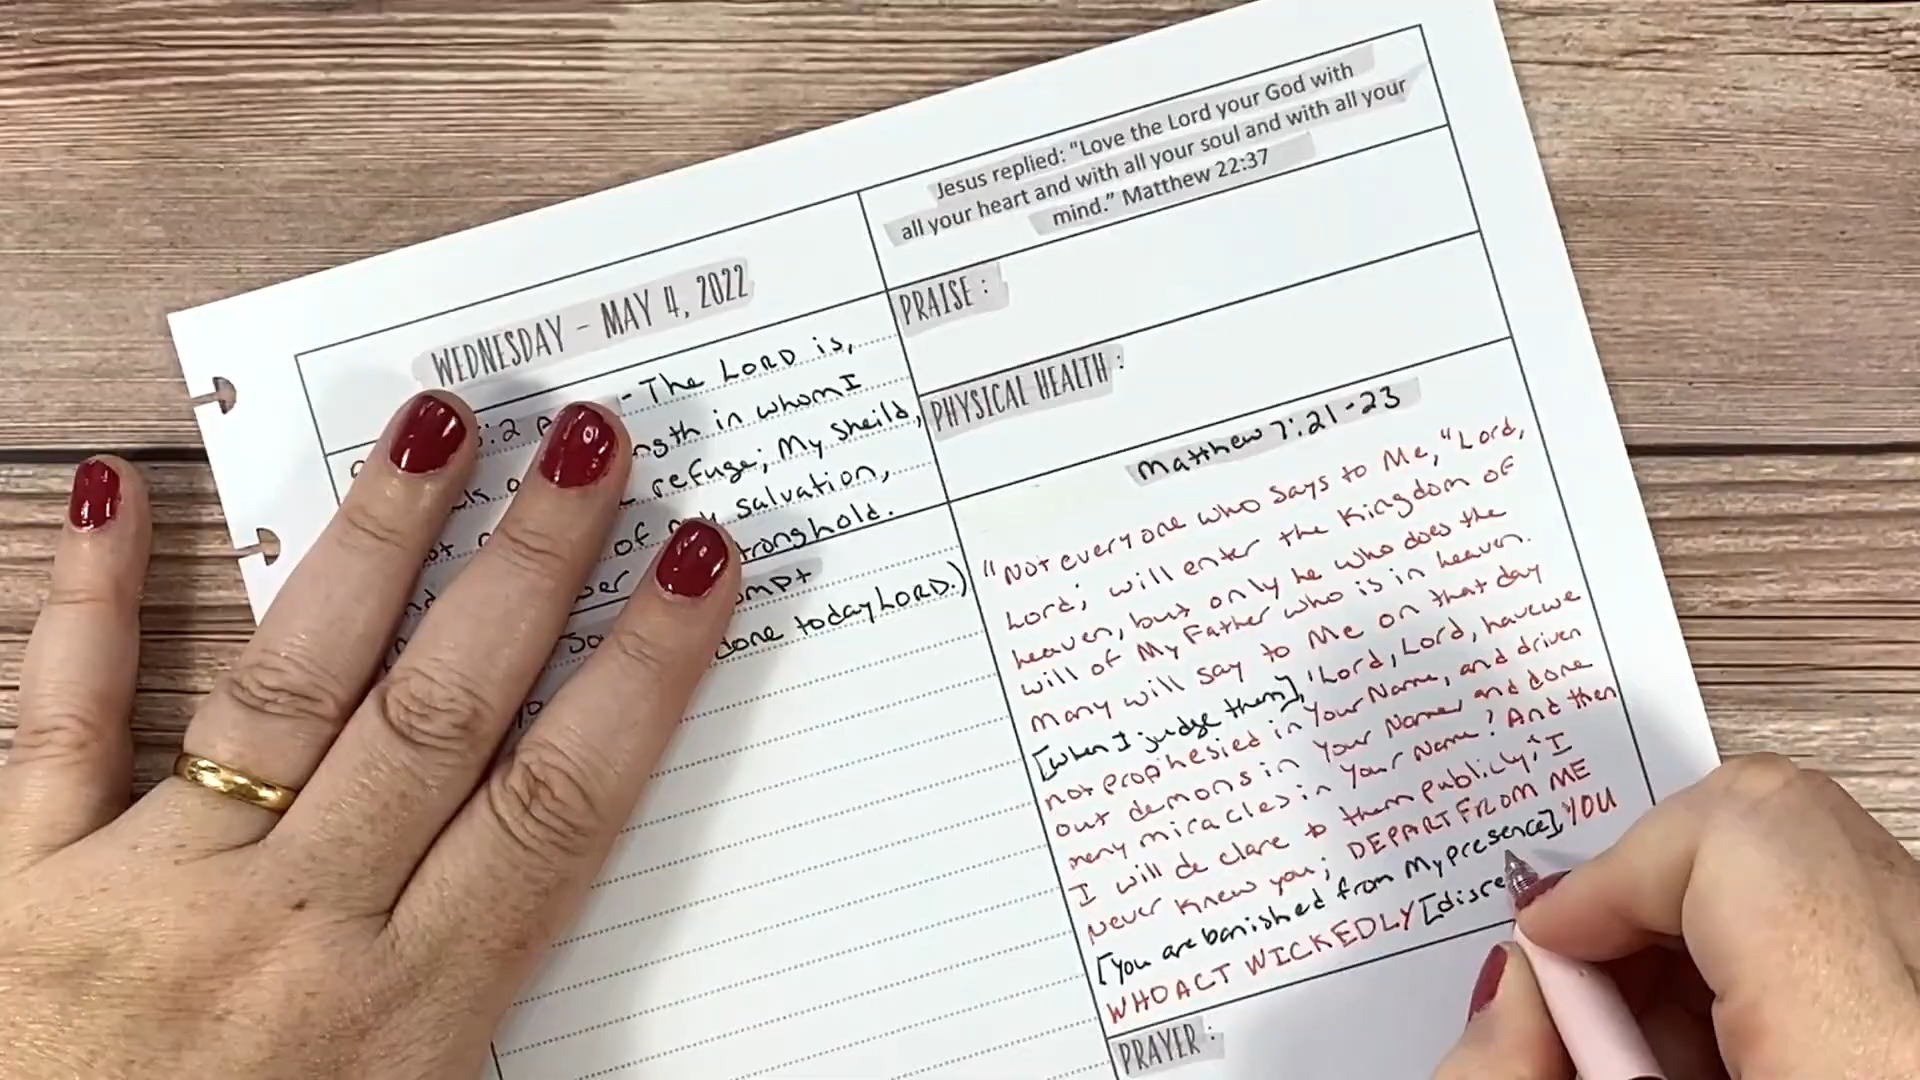 WEDNESDAY - MAY 4, 2022
:2 - The LORD is,
in whom I
refuge; My sheild,
of salvation,
done today LORD.)
Jesus replied: "Love the Lord your God with
all your heart and with all your soul and with all your
mind." Matthew 22:37
PRAISE :
PHYSICAL HEALTH :
Matthew 7:21-23
"Not everyone who says to Me, "Lord,
Lord; will enter the Kingdom of
heaven, but only he who does the
will of My Father who is in heaven.
many will say to Me on that day
[when I judge them], 'Lord, Lord, have we
not prophesied in Your Name, and driven
out demons in Your Name and done
meny miracles in Your Name? And then
I will declare to them publicly, 'I
never knew you; DEPART FROM ME
[you are banished from My presence], YOU
WHO ACT WICKEDLY [disre
PRAYER :